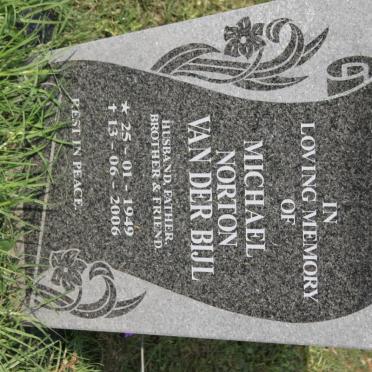 IN
LOVING MEMORY
OF
MICHAEL
NORTON
VAN DER BIJL
HUSBAND, FATHER,
BROTHER & FRIEND.
* 25 - 01 - 1949
† 13 - 06 - 2006
REST IN PEACE.